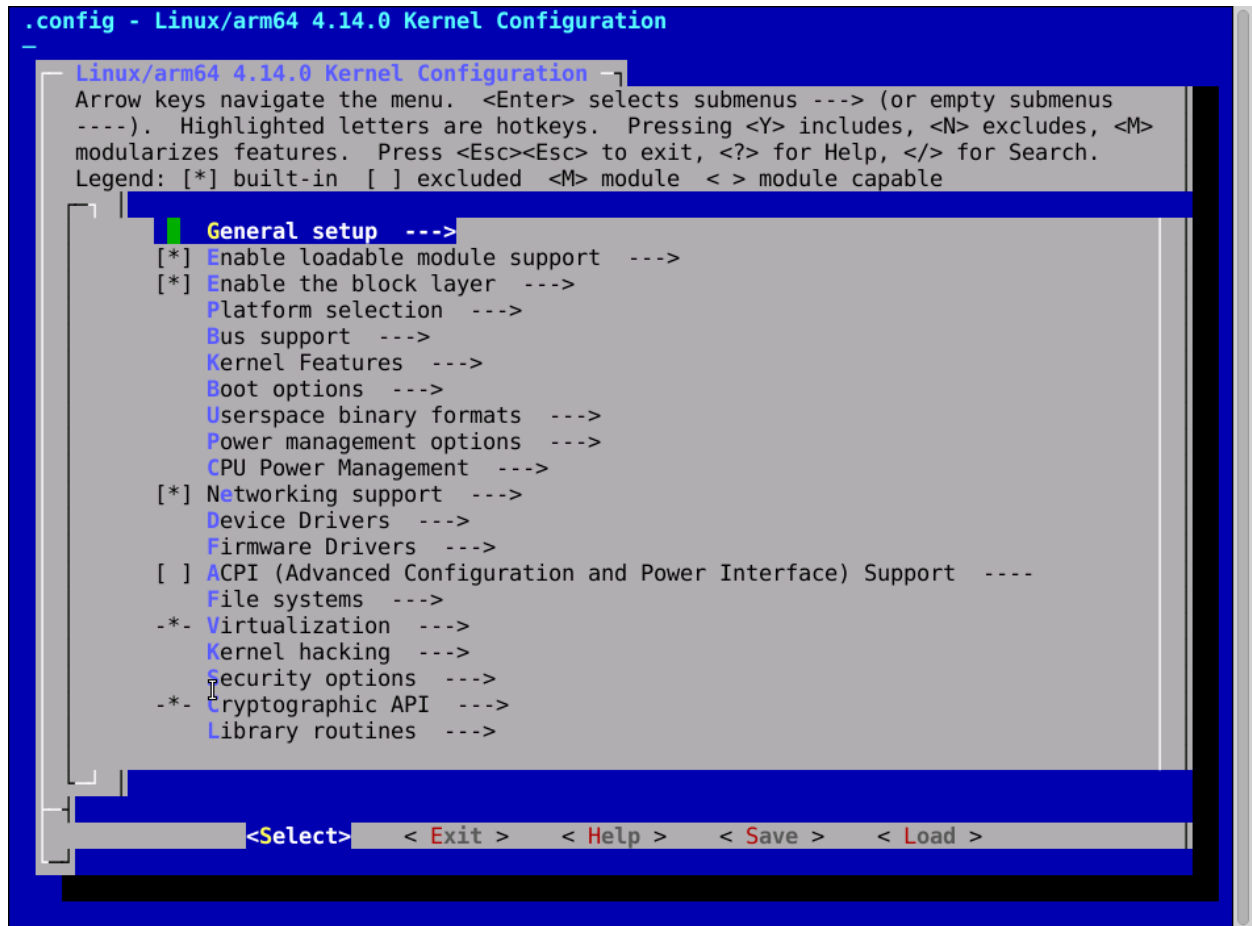 .config - Linux/arm64 4.14.0 Kernel Configuration
Linux/arm64 4.14.0 Kernel Configuration
Arrow keys navigate the menu.  <Enter> selects submenus ---> (or empty submenus
----).  Highlighted letters are hotkeys.  Pressing <Y> includes, <N> excludes, <M>
modularizes features.  Press <Esc><Esc> to exit, <?> for Help, </> for Search.
Legend: [*] built-in  [ ] excluded  <M> module  < > module capable
General setup  --->
[*] Enable loadable module support  --->
[*] Enable the block layer  --->
Platform selection  --->
Bus support  --->
Kernel Features  --->
Boot options  --->
Userspace binary formats  --->
Power management options  --->
CPU Power Management  --->
[*] Networking support  --->
Device Drivers  --->
Firmware Drivers  --->
[ ] ACPI (Advanced Configuration and Power Interface) Support  ----
File systems  --->
-*- Virtualization  --->
Kernel hacking  --->
Security options  --->
-*- Cryptographic API  --->
Library routines  --->
<Select>    < Exit >    < Help >    < Save >    < Load >